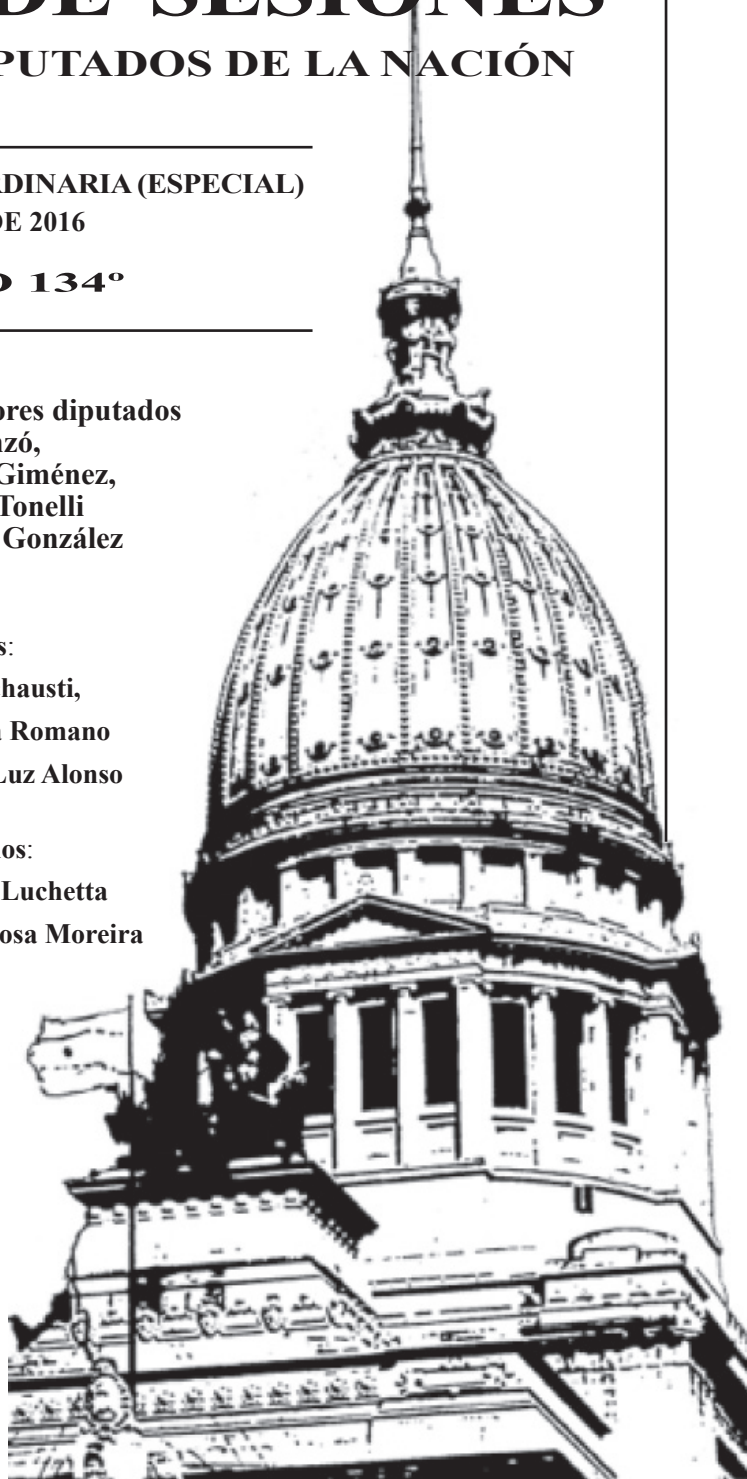 DE SESIONES
PUTADOS DE LA NACIÓN
DINARIA (ESPECIAL)
DE 2016
134º
ores diputados
nzó,
Giménez,
Tonelli
González
s:
hausti,
Romano
Luz Alonso
os:
Luchetta
osa Moreira